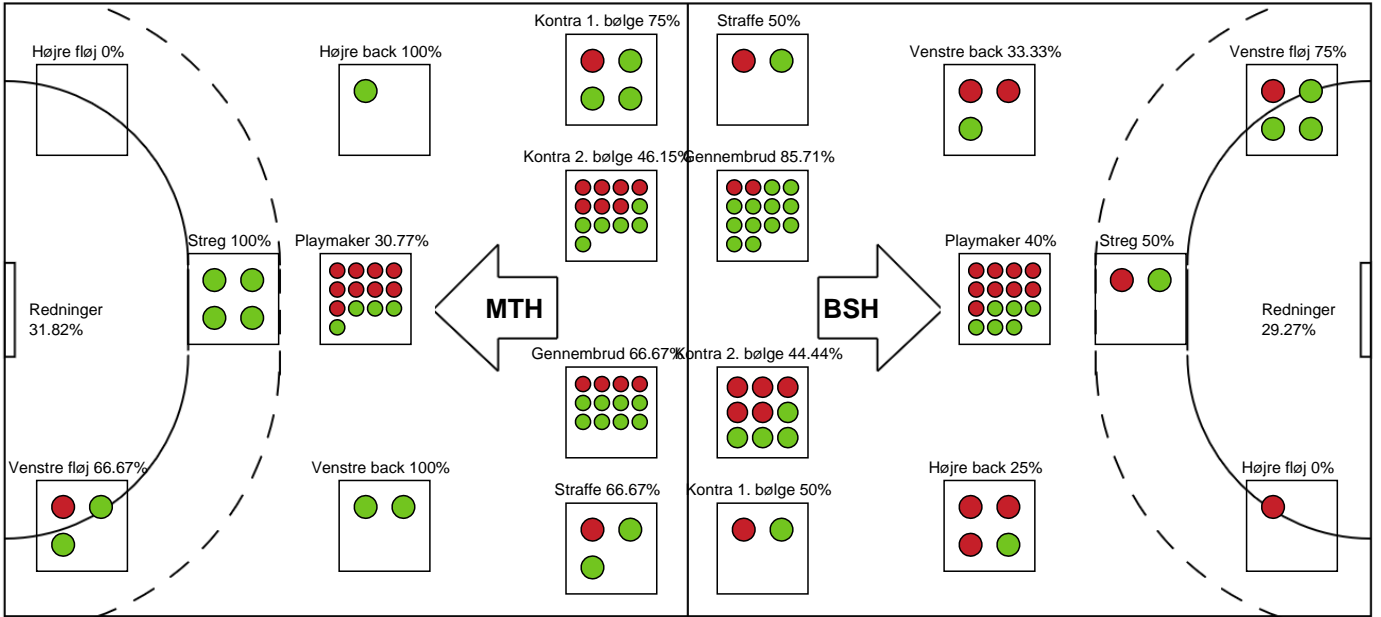 Kontra 1. bølge 75%
Straffe 50%
Højre fløj 0%
Højre back 100%
Venstre back 33.33%
Venstre fløj 75%
Kontra 2. bølge 46.15%
Gennembrud 85.71%
Streg 100%
Playmaker 30.77%
Playmaker 40%
Streg 50%
MTH
BSH
Redninger
31.82%
Redninger
29.27%
Gennembrud 66.67%
Kontra 2. bølge 44.44%
Venstre fløj 66.67%
Venstre back 100%
Højre back 25%
Højre fløj 0%
Straffe 66.67%
Kontra 1. bølge 50%